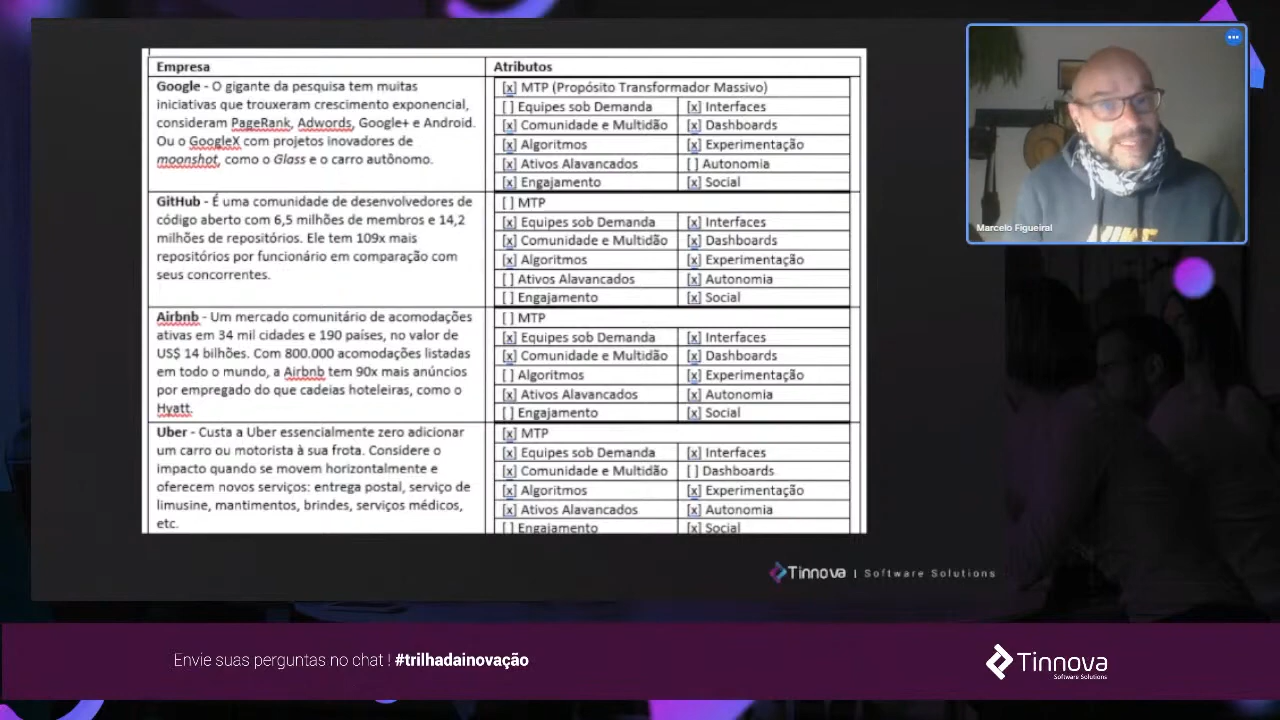 Empresa
Atributos
Google - O gigante da pesquisa tem muitas
iniciativas que trouxeram crescimento exponencial,
consideram PageRank, Adwords, Google+ e Android.
Ou o GoogleX com projetos inovadores de
moonshot, como o Glass e o carro autônomo.
[x] MTP (Propósito Transformador Massivo)
[ ] Equipes sob Demanda
[x] Interfaces
[x] Comunidade e Multidão
[x] Dashboards
[x] Algoritmos
[x] Experimentação
[x] Ativos Alavancados
[ ] Autonomia
[x] Engajamento
[x] Social
GitHub - É uma comunidade de desenvolvedores de
código aberto com 6,5 milhões de membros e 14,2
milhões de repositórios. Ele tem 109x mais
repositórios por funcionário em comparação com
seus concorrentes.
[ ] MTP
[x] Equipes sob Demanda
[x] Interfaces
[x] Comunidade e Multidão
[x] Dashboards
[x] Algoritmos
[x] Experimentação
[ ] Ativos Alavancados
[x] Autonomia
[ ] Engajamento
[x] Social
Airbnb - Um mercado comunitário de acomodações
ativas em 34 mil cidades e 190 países, no valor de
US$ 14 bilhões. Com 800.000 acomodações listadas
em todo o mundo, a Airbnb tem 90x mais anúncios
por empregado do que cadeias hoteleiras, como o
Hyatt.
[ ] MTP
[x] Equipes sob Demanda
[x] Interfaces
[x] Comunidade e Multidão
[x] Dashboards
[ ] Algoritmos
[x] Experimentação
[x] Ativos Alavancados
[x] Autonomia
[ ] Engajamento
[x] Social
Uber - Custa a Uber essencialmente zero adicionar
um carro ou motorista à sua frota. Considere o
impacto quando se movem horizontalmente e
oferecem novos serviços: entrega postal, serviço de
limusine, mantimentos, brindes, serviços médicos,
etc.
[x] MTP
[x] Equipes sob Demanda
[x] Interfaces
[x] Comunidade e Multidão
[ ] Dashboards
[x] Algoritmos
[x] Experimentação
[x] Ativos Alavancados
[x] Autonomia
[ ] Engajamento
[x] Social
Marcelo Figueiral
Tinnova | Software Solutions
Envie suas perguntas no chat ! #trilhadainovação
Tinnova
Software Solutions